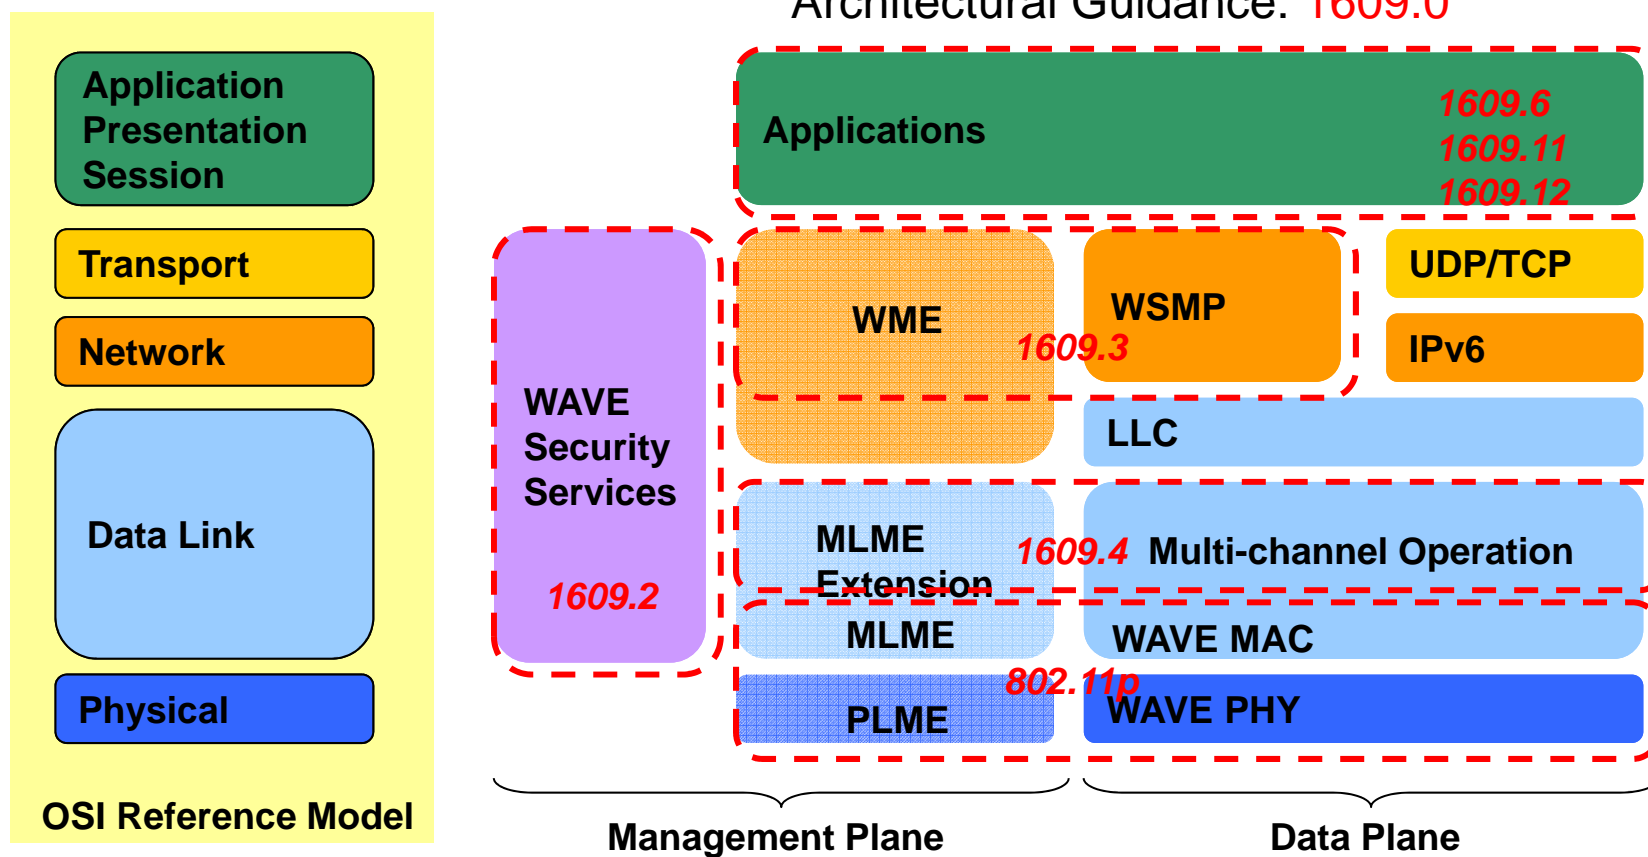 Architectural Guidance: 1609.0
Application
Presentation
Session
Transport
Network
Data Link
Physical
OSI Reference Model
Applications
1609.6
1609.11
1609.12
WAVE
Security
Services
1609.2
WME
1609.3
WSMP
UDP/TCP
IPv6
LLC
MLME
Extension
1609.4
Multi-channel Operation
MLME
WAVE MAC
802.11p
PLME
WAVE PHY
Management Plane
Data Plane